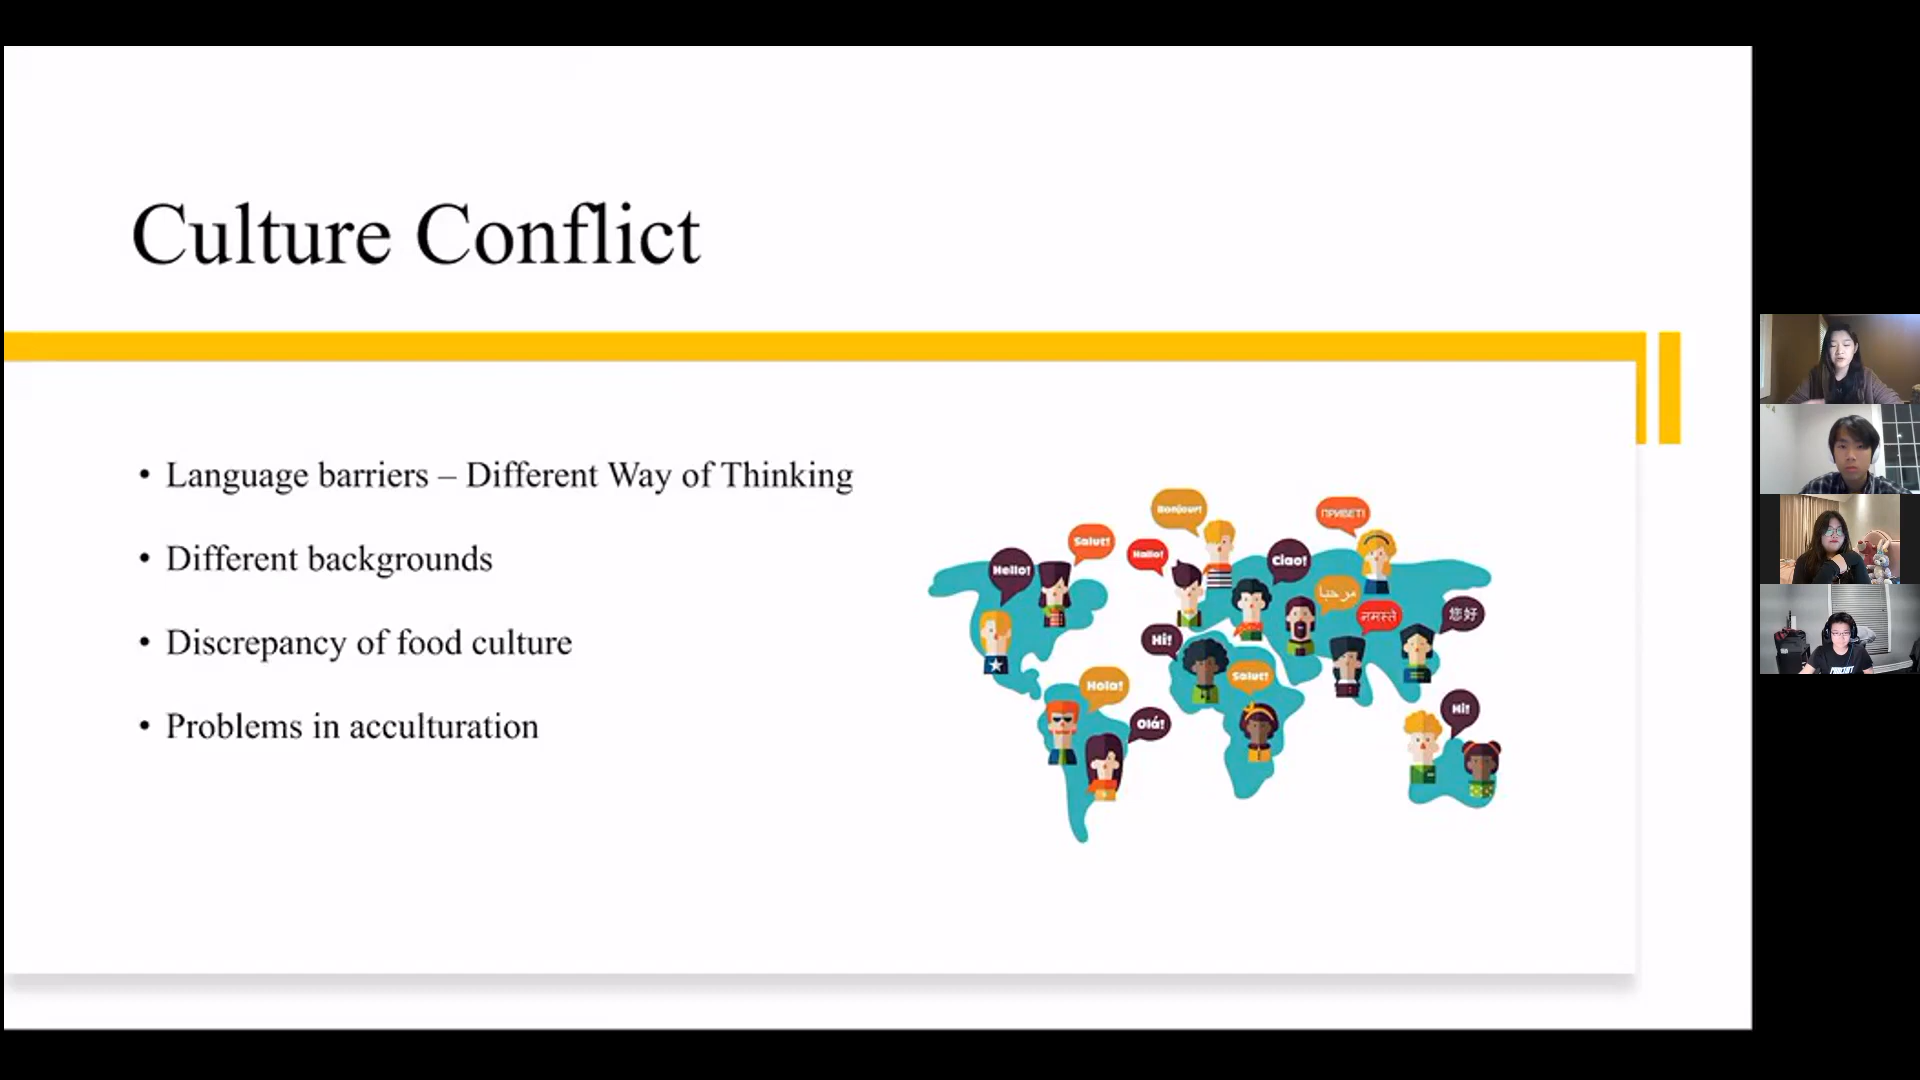 Culture Conflict
• Language barriers – Different Way of Thinking
• Different backgrounds
• Discrepancy of food culture
• Problems in acculturation
Bonjour!
ПРИВЕТ!
Salut!
Hallo!
Ciao!
Hello!
مرحبا
नमस्ते
您好
Hi!
Salut!
Hola!
Olá!
Hi!